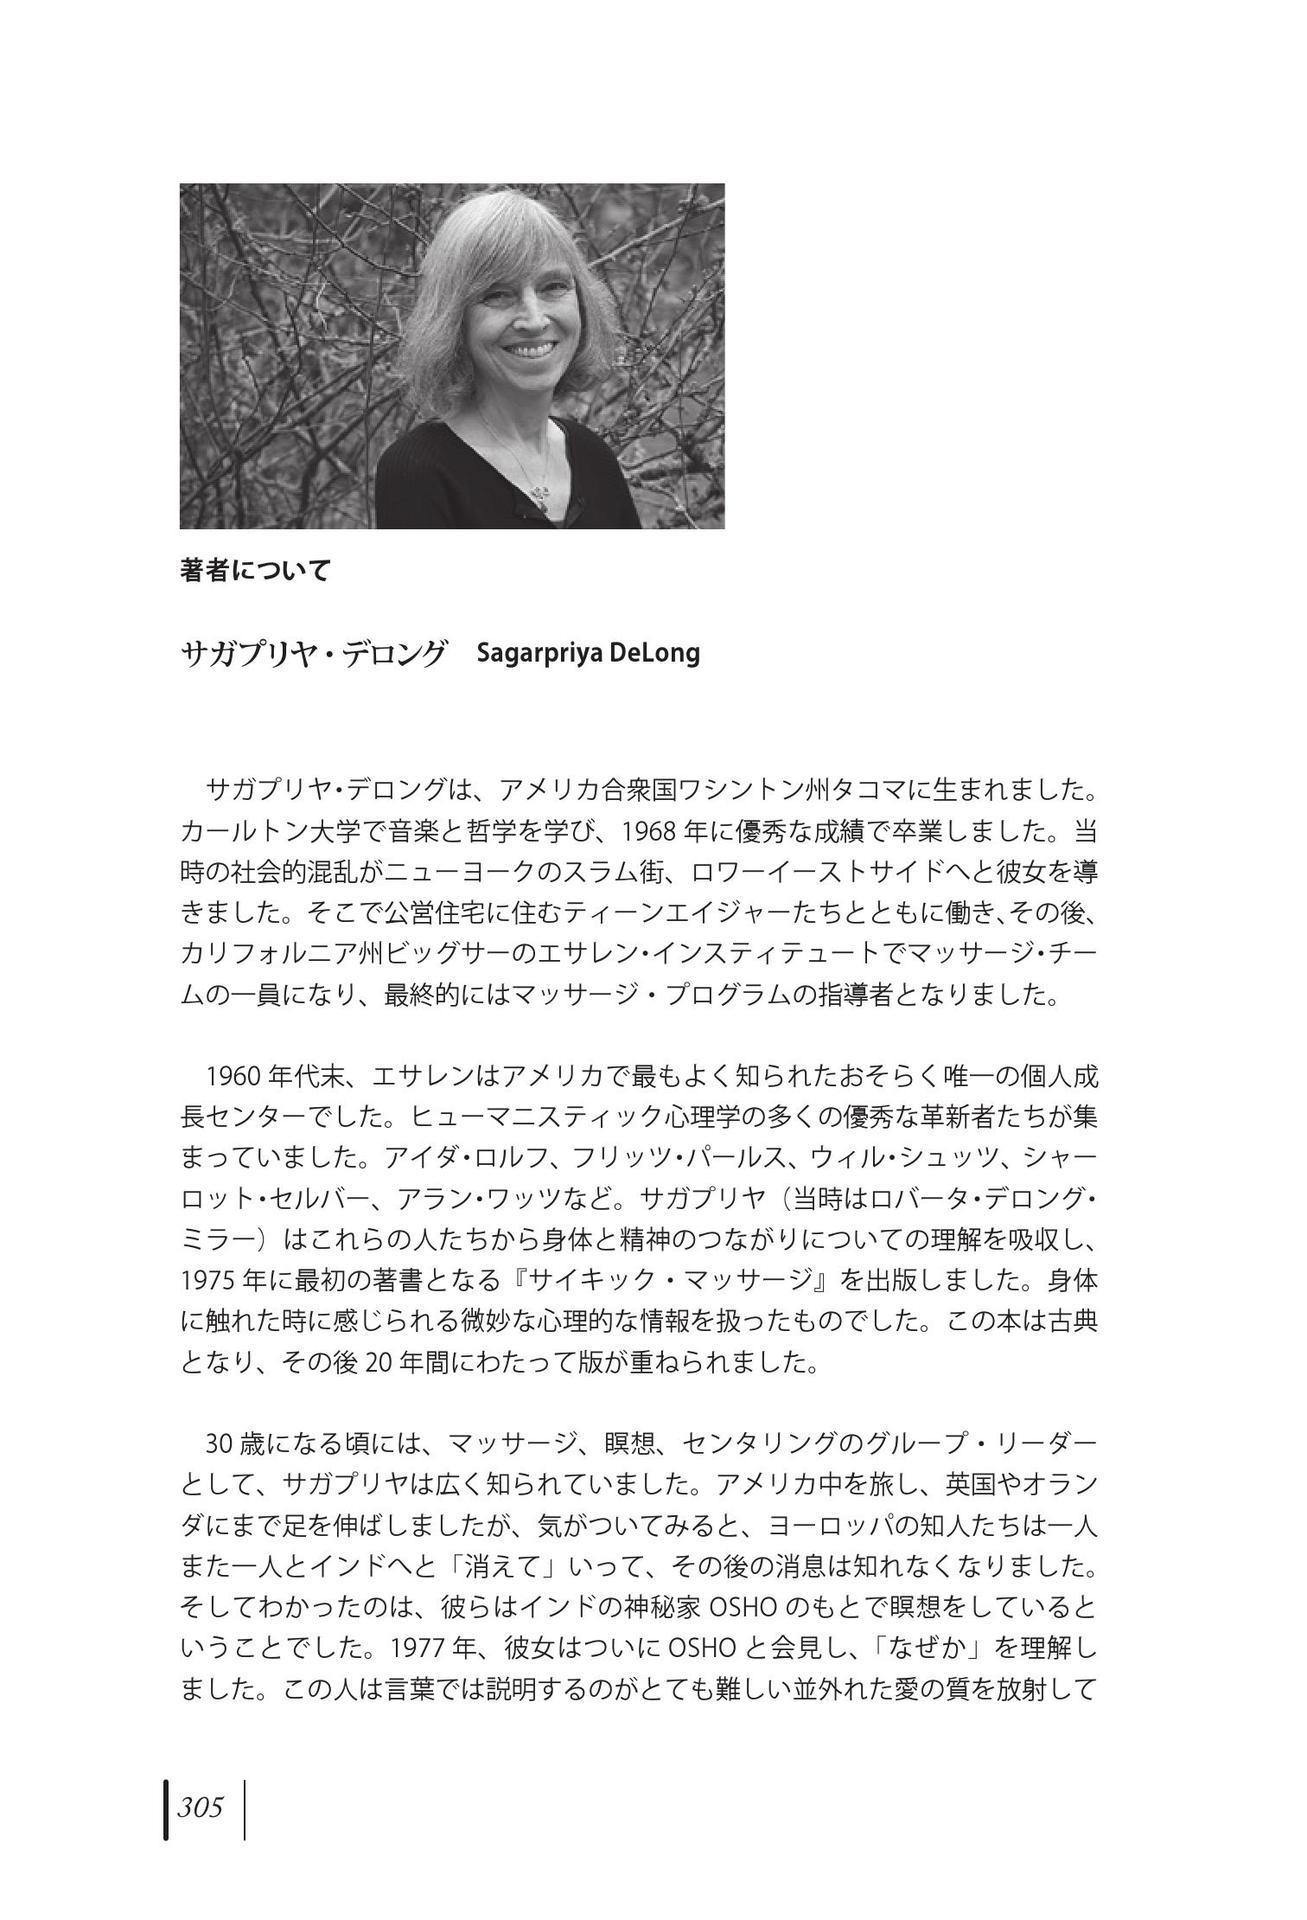 著者について
サガプリヤ・デロング　Sagarpriya DeLong
サガプリヤ・デロングは、アメリカ合衆国ワシントン州タコマに生まれました。
カールトン大学で音楽と哲学を学び、1968 年に優秀な成績で卒業しました。当
時の社会的混乱がニューヨークのスラム街、ロワーイーストサイドへと彼女を導
きました。そこで公営住宅に住むティーンエイジャーたちとともに働き、その後、
カリフォルニア州ビッグサーのエサレン・インスティテュートでマッサージ・チー
ムの一員になり、最終的にはマッサージ・プログラムの指導者となりました。
1960 年代末、エサレンはアメリカで最もよく知られたおそらく唯一の個人成
長センターでした。ヒューマニスティック心理学の多くの優秀な革新者たちが集
まっていました。アイダ・ロルフ、フリッツ・パールス、ウィル・シュッツ、シャー
ロット・セルバー、アラン・ワッツなど。サガプリヤ（当時はロバータ・デロング・
ミラー）はこれらの人たちから身体と精神のつながりについての理解を吸収し、
1975 年に最初の著書となる『サイキック・マッサージ』を出版しました。身体
に触れた時に感じられる微妙な心理的な情報を扱ったものでした。この本は古典
となり、その後 20 年間にわたって版が重ねられました。
30 歳になる頃には、マッサージ、瞑想、センタリングのグループ・リーダー
として、サガプリヤは広く知られていました。アメリカ中を旅し、英国やオラン
ダにまで足を伸ばしましたが、気がついてみると、ヨーロッパの知人たちは一人
また一人とインドへと「消えて」いって、その後の消息は知れなくなりました。
そしてわかったのは、彼らはインドの神秘家 OSHO のもとで瞑想をしていると
いうことでした。1977 年、彼女はついに OSHO と会見し、「なぜか」を理解し
ました。この人は言葉では説明するのがとても難しい並外れた愛の質を放射して
305